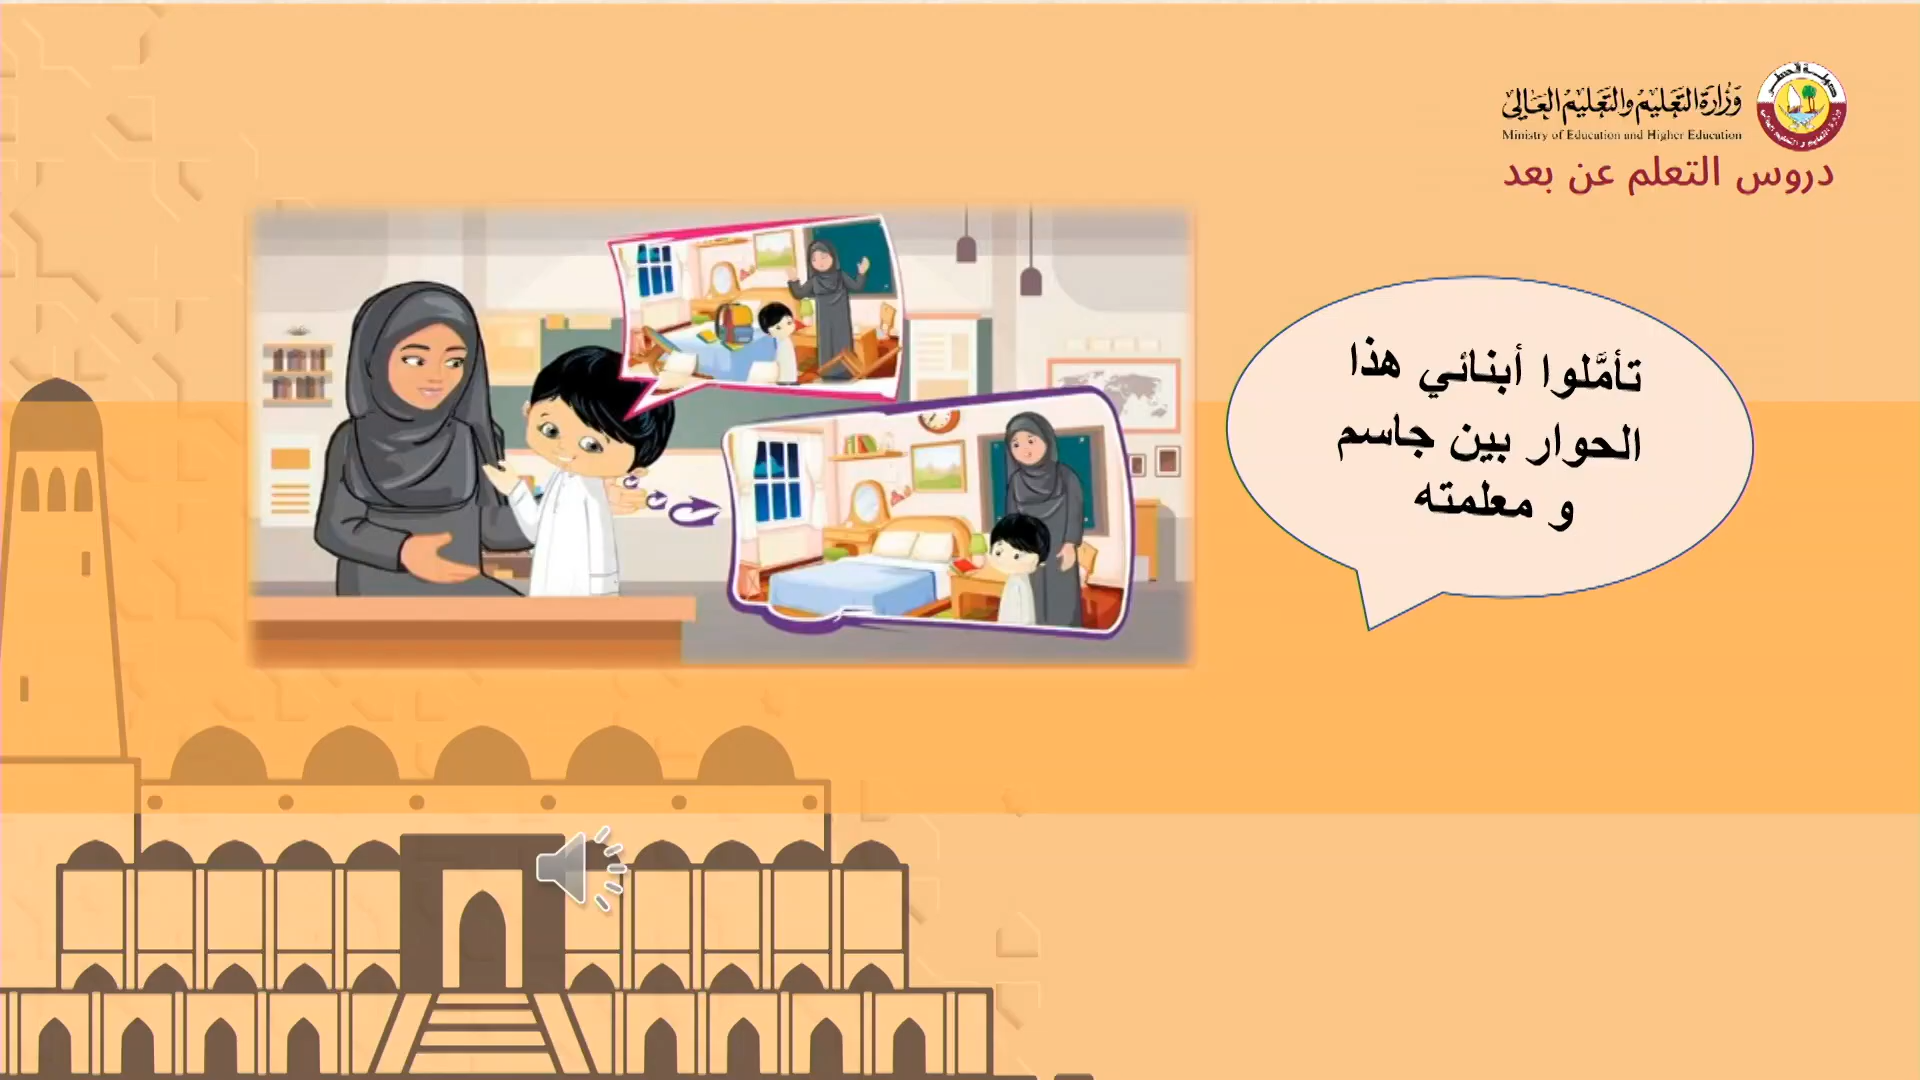 وزارة التعليم والتعليم العالي
Ministry of Education and Higher Education
دروس التعلم عن بعد
تأمَّلوا أبنائي هذا
الحوار بين جاسم
و معلمته